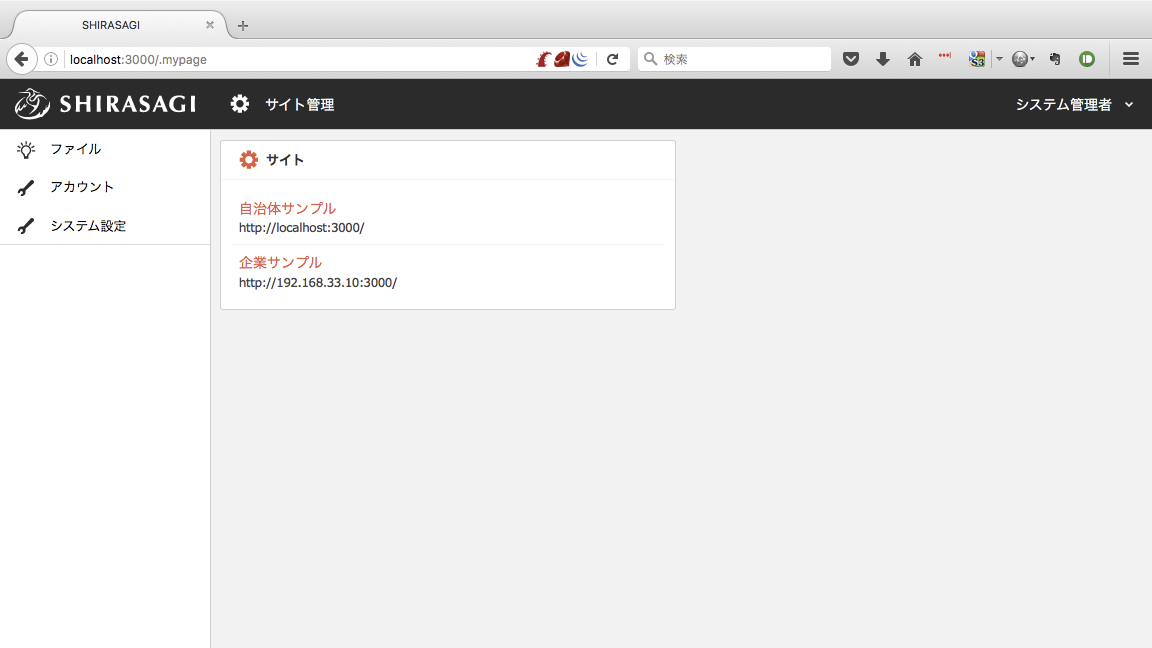 SHIRASAGI
localhost:3000/.mypage
検索
SHIRASAGI
サイト管理
システム管理者
ファイル
アカウント
システム設定
サイト
自治体サンプル
http://localhost:3000/
企業サンプル
http://192.168.33.10:3000/